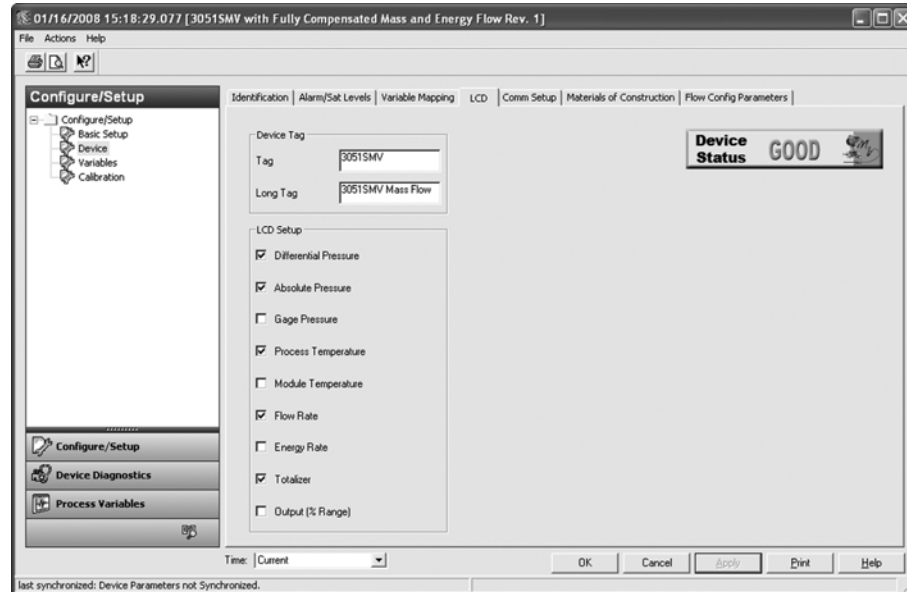 01/16/2008 15:18:29.077 [3051SMV with Fully Compensated Mass and Energy Flow Rev. 1]
File Actions Help
Configure/Setup
Configure/Setup
Basic Setup
Device
Variables
Calibration
Configure/Setup
Device Diagnostics
Process Variables
Identification Alarm/Sat Levels Variable Mapping LCD Comm Setup Materials of Construction Flow Config Parameters
Device Tag
Tag 3051SMV
Long Tag 3051SMV Mass Flow
Device Status GOOD
LCD Setup
Differential Pressure
Absolute Pressure
Gage Pressure
Process Temperature
Module Temperature
Flow Rate
Energy Rate
Totalizer
Output (% Range)
Time: Current
OK Cancel Apply Print Help
last synchronized: Device Parameters not Synchronized.